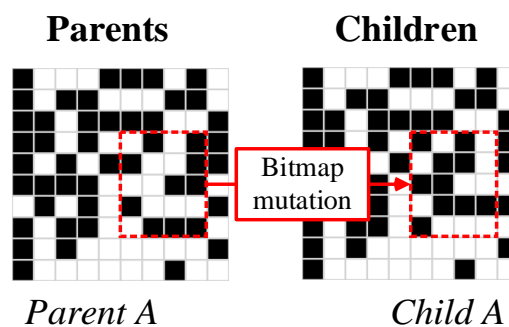 Parents
Children
Bitmap
mutation
Parent A
Child A